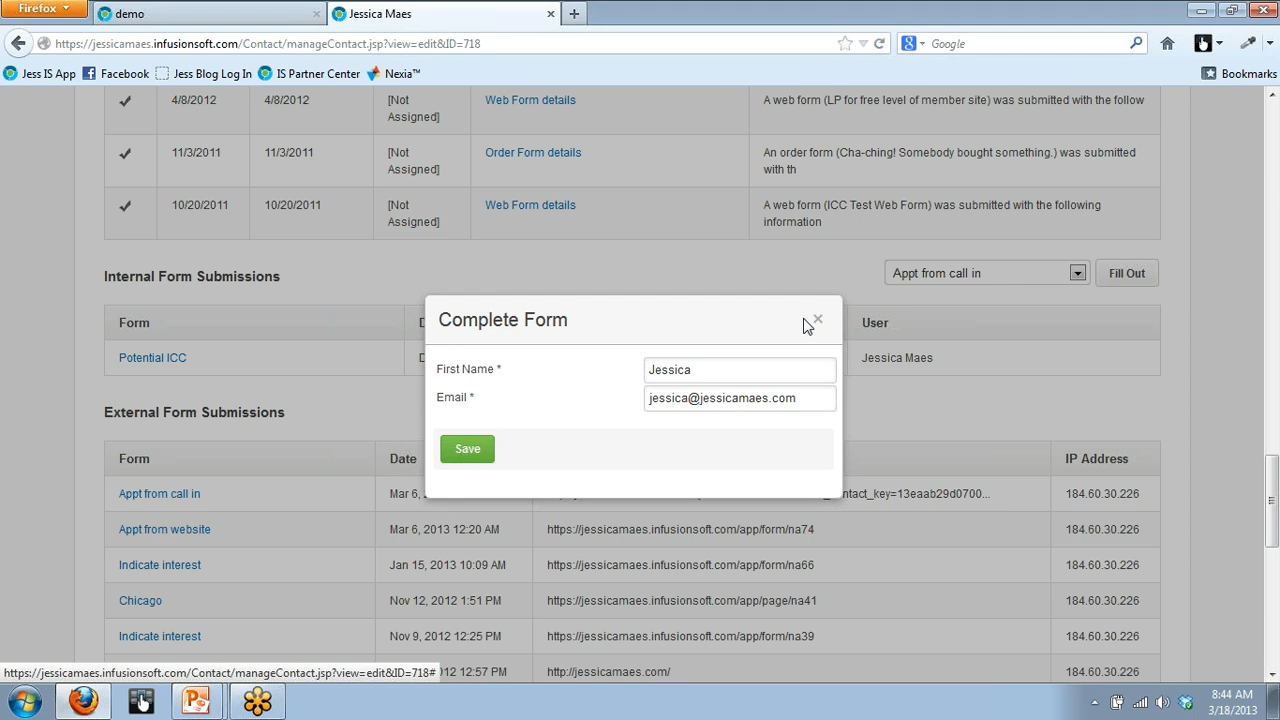 Firefox
demo
Jessica Maes
https://jessicamaes.infusionsoft.com/Contact/manageContact.jsp?view=edit&ID=718
Google
Jess IS App
Facebook
Jess Blog Log In
IS Partner Center
Nexia™
Bookmarks
4/8/2012
4/8/2012
[Not
Assigned]
Web Form details
A web form (LP for free level of member site) was submitted with the follow
11/3/2011
11/3/2011
[Not
Assigned]
Order Form details
An order form (Cha-ching! Somebody bought something.) was submitted
with th
10/20/2011
10/20/2011
[Not
Assigned]
Web Form details
A web form (ICC Test Web Form) was submitted with the following
information
Internal Form Submissions
Appt from call in
Fill Out
Form
User
Potential ICC
Jessica Maes
Complete Form
First Name *
Jessica
Email *
jessica@jessicamaes.com
Save
External Form Submissions
Form
Date
IP Address
Appt from call in
Mar 6,
ntact_key=13eaab29d0700...
184.60.30.226
Appt from website
Mar 6, 2013 12:20 AM
https://jessicamaes.infusionsoft.com/app/form/na74
184.60.30.226
Indicate interest
Jan 15, 2013 10:09 AM
https://jessicamaes.infusionsoft.com/app/form/na66
184.60.30.226
Chicago
Nov 12, 2012 1:51 PM
https://jessicamaes.infusionsoft.com/app/page/na41
184.60.30.226
Indicate interest
Nov 9, 2012 12:25 PM
https://jessicamaes.infusionsoft.com/app/form/na39
184.60.30.226
https://jessicamaes.infusionsoft.com/Contact/manageContact.jsp?view=edit&ID=718#
012 12:57 PM
http://jessicamaes.com/
184.60.30.226
8:44 AM
3/18/2013